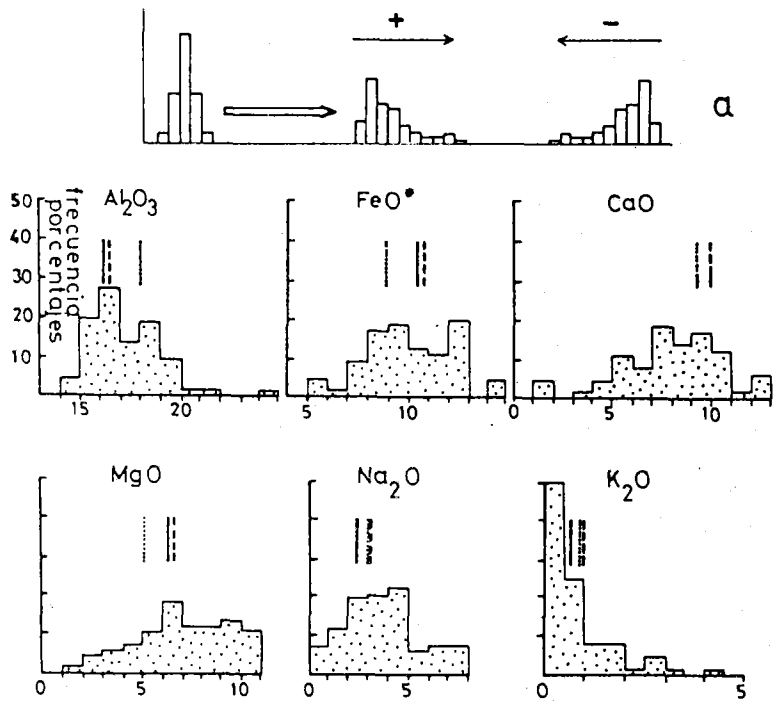 + −
a
50 Al₂O₃ FeO* CaO
40
30
20
10
frecuencia
porcentajes
15 20 5 10 0 5 10
MgO Na₂O K₂O
0 5 10 0 5 0 5